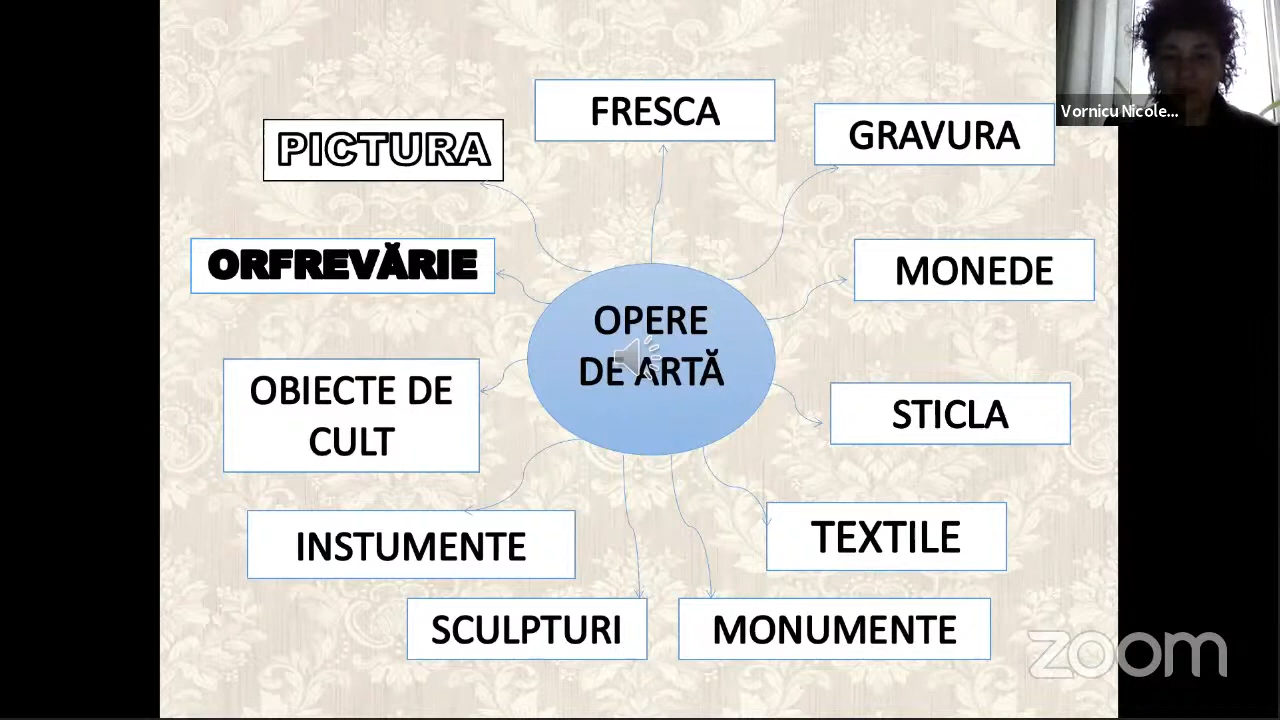 FRESCA
GRAVURA
PICTURA
ORFREVĂRIE
MONEDE
OPERE
DE ARTĂ
OBIECTE DE
CULT
STICLA
INSTUMENTE
TEXTILE
SCULPTURI
MONUMENTE
Vornicu Nicole...
zoom